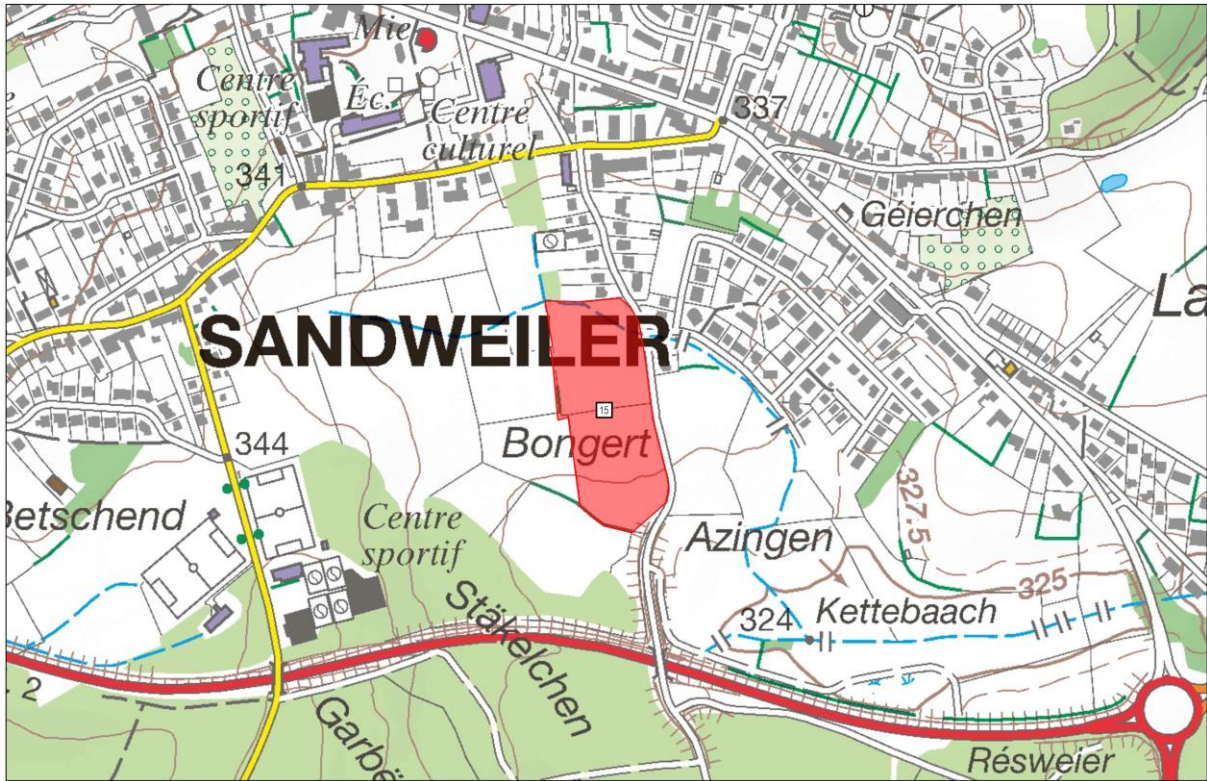 Mie
Centre
sportif
Éc.
Centre
culturel
337
341
Géierchen
La
SANDWEILER
15
Bongert
344
Betschend
Centre
sportif
Azingen
327.5
325
Kettebaach
324
Stäkelchen
. 2
Garbë
Résweier